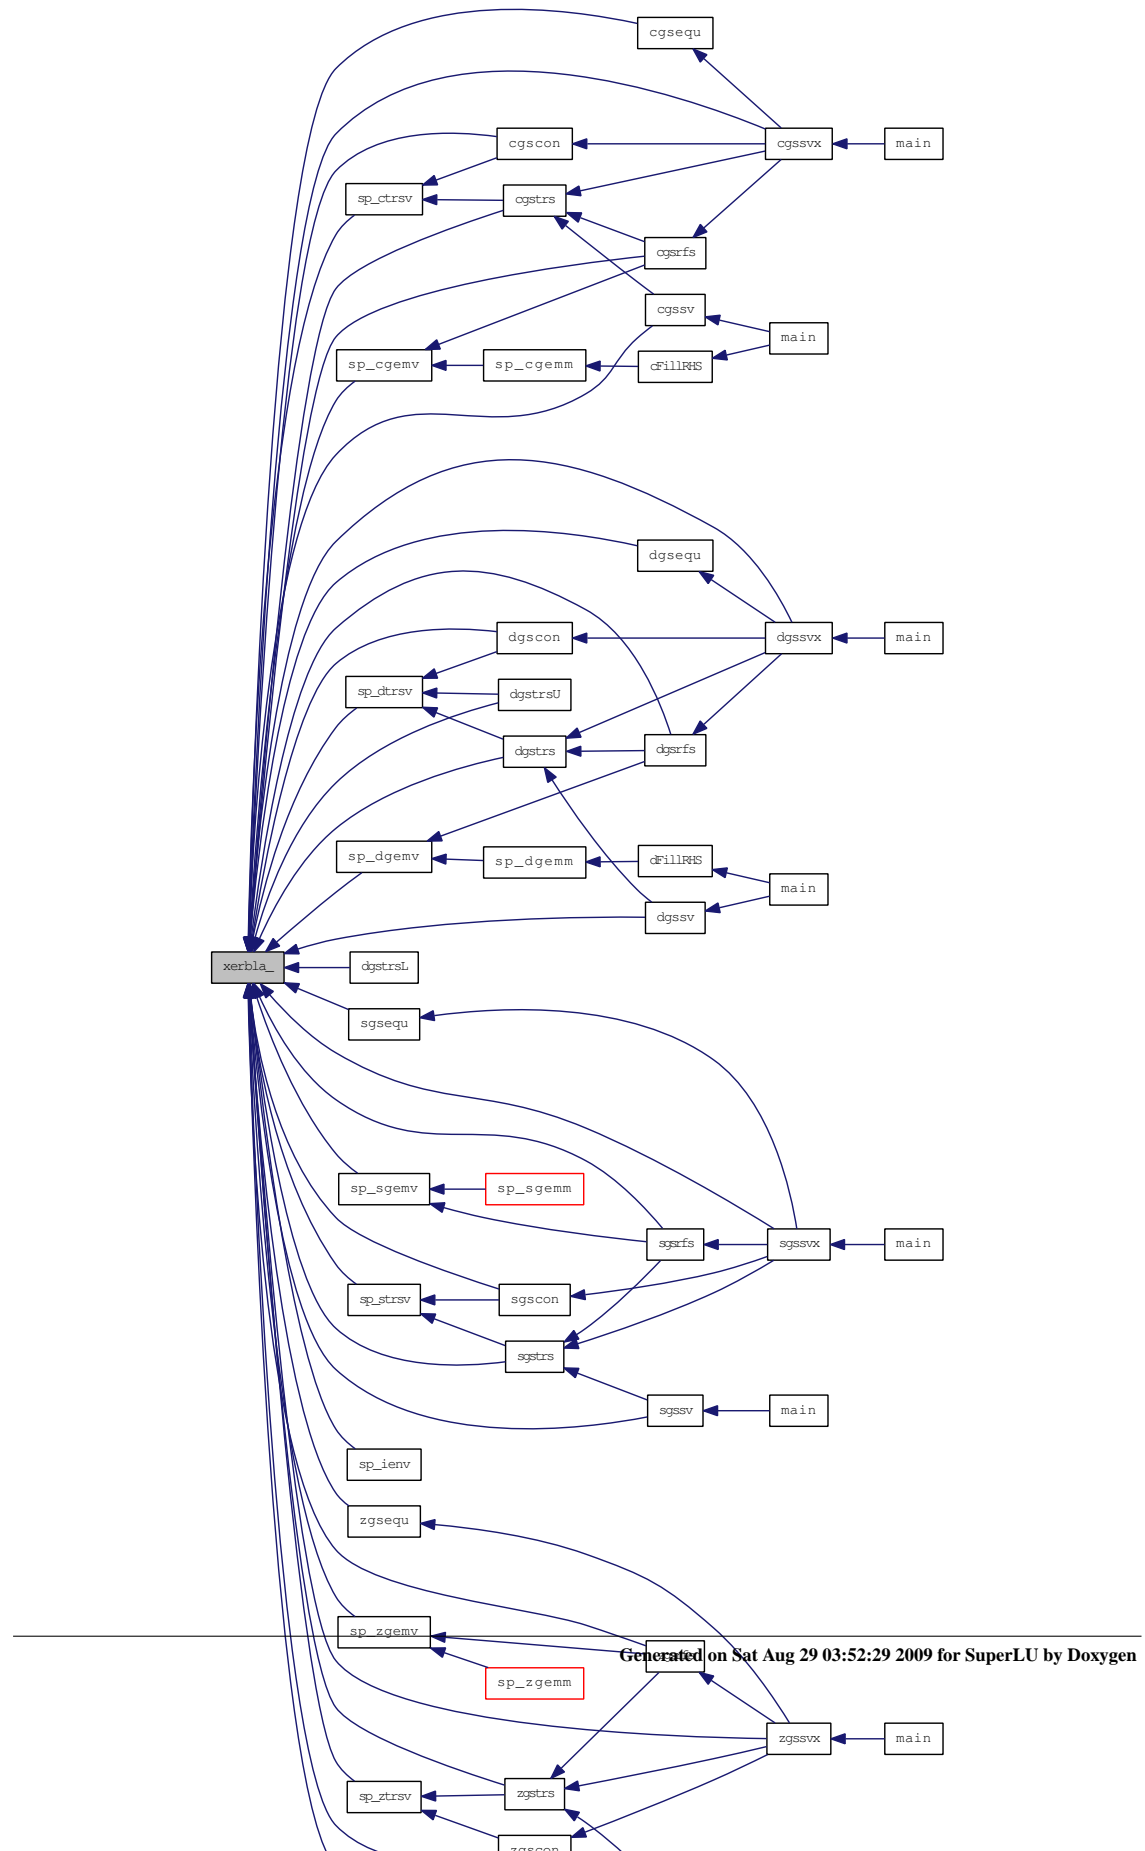 cgsequ
cgscon
cgssvx
main
sp_ctrsv
cgstrs
cgsrfs
cgssv
main
sp_cgemv
sp_cgemm
cFillRHS
dgsequ
dgscon
dgssvx
main
sp_dtrsv
dgstrsU
dgstrs
dgsrfs
sp_dgemv
sp_dgemm
dFillRHS
main
dgssv
xerbla_
dgstrsL
sgsequ
sp_sgemv
sp_sgemm
sgsrfs
sgssvx
main
sp_strsv
sgscon
sgstrs
sgssv
main
sp_ienv
zgsequ
sp_zgemv
Generated on Sat Aug 29 03:52:29 2009 for SuperLU by Doxygen
sp_zgemm
zgssvx
main
sp_ztrsv
zgstrs
zgscon